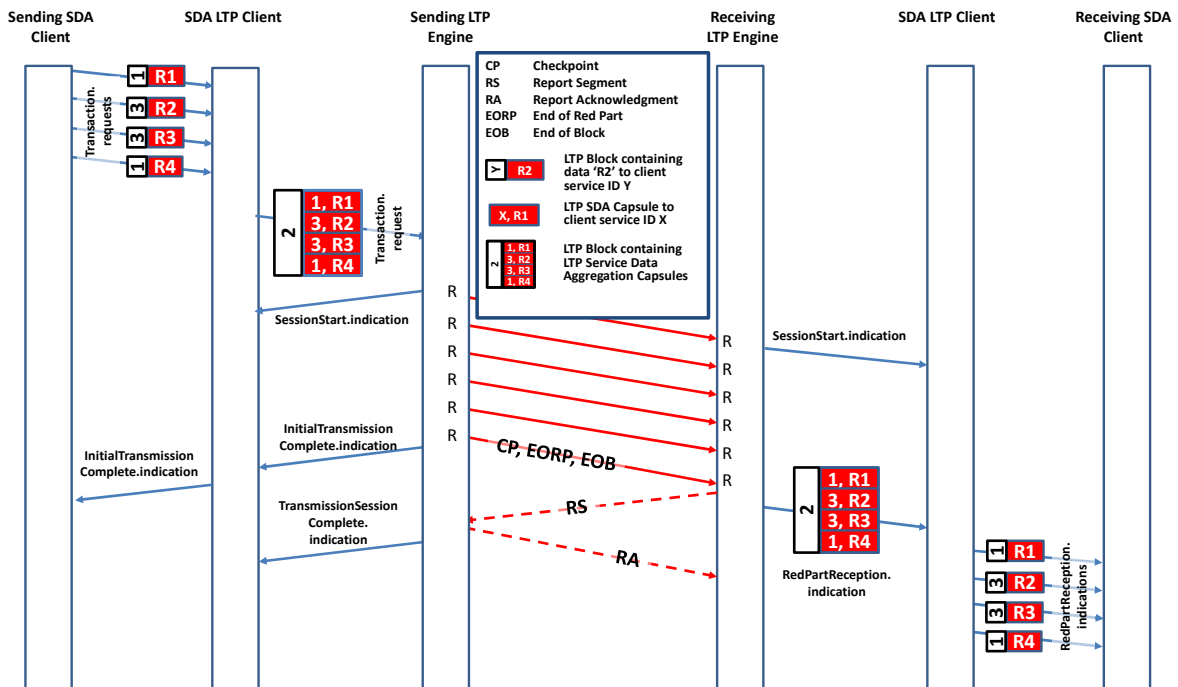 Sending SDA
Client
SDA LTP Client
Sending LTP
Engine
Receiving
LTP Engine
SDA LTP Client
Receiving SDA
Client
1 R1
3 R2
3 R3
1 R4
Transaction.
requests
2
1, R1
3, R2
3, R3
1, R4
Transaction.
request
CP Checkpoint
RS Report Segment
RA Report Acknowledgment
EORP End of Red Part
EOB End of Block
Y R2
LTP Block containing
data ‘R2’ to client
service ID Y
X, R1
LTP SDA Capsule to
client service ID X
2
1, R1
3, R2
3, R3
1, R4
LTP Block containing
LTP Service Data
Aggregation Capsules
R
SessionStart.indication
R
R
R
R
R
R
R
R
R
R
R
SessionStart.indication
InitialTransmission
Complete.indication
InitialTransmission
Complete.indication
CP, EORP, EOB
TransmissionSession
Complete.
indication
RS
RA
2
1, R1
3, R2
3, R3
1, R4
RedPartReception.
indication
1 R1
3 R2
3 R3
1 R4
RedPartReception.
indications